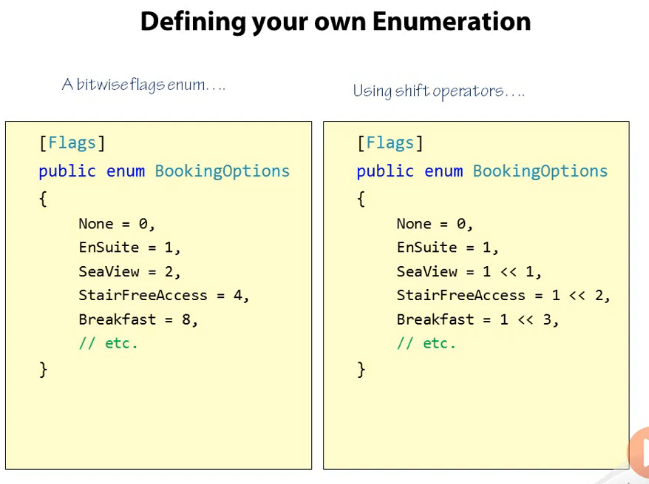 Defining your own Enumeration
A bitwise flags enum....
[Flags]
public enum BookingOptions
{
None = 0,
EnSuite = 1,
SeaView = 2,
StairFreeAccess = 4,
Breakfast = 8,
// etc.
}
Using shift operators....
[Flags]
public enum BookingOptions
{
None = 0,
EnSuite = 1,
SeaView = 1 << 1,
StairFreeAccess = 1 << 2,
Breakfast = 1 << 3,
// etc.
}